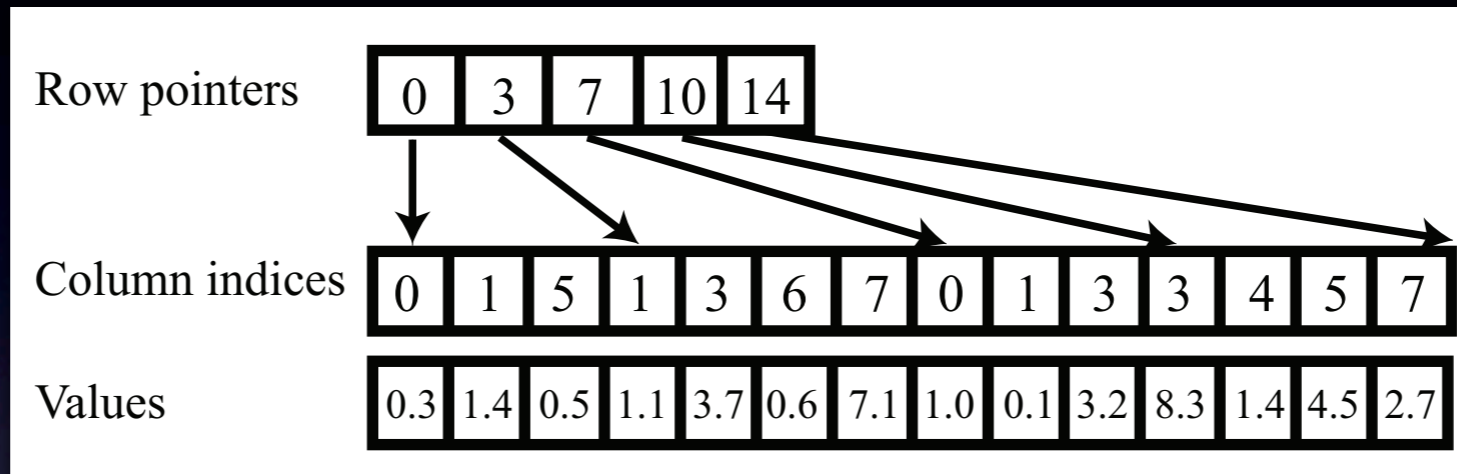 Row pointers 0 3 7 10 14
Column indices 0 1 5 1 3 6 7 0 1 3 3 4 5 7
Values 0.3 1.4 0.5 1.1 3.7 0.6 7.1 1.0 0.1 3.2 8.3 1.4 4.5 2.7